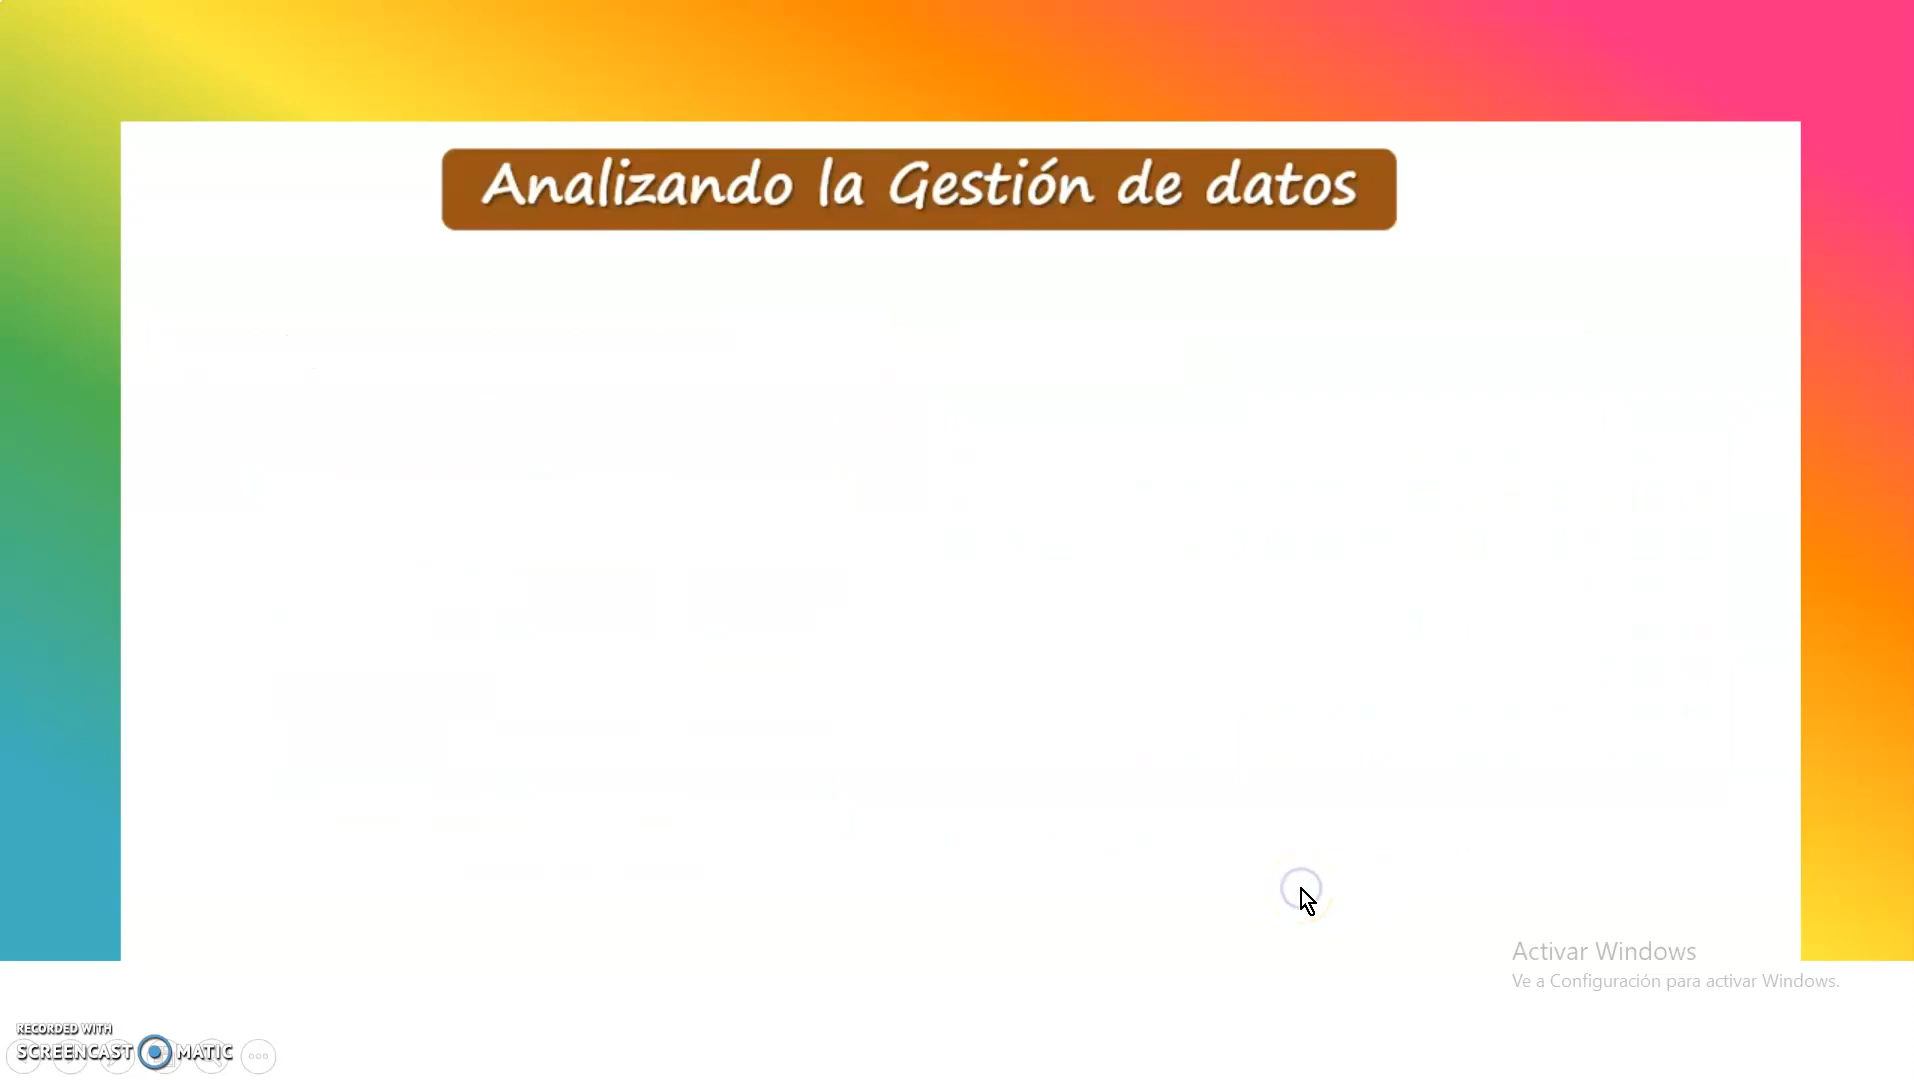 Analizando la Gestión de datos
Activar Windows
Ve a Configuración para activar Windows.
RECORDED WITH
SCREENCAST MATIC